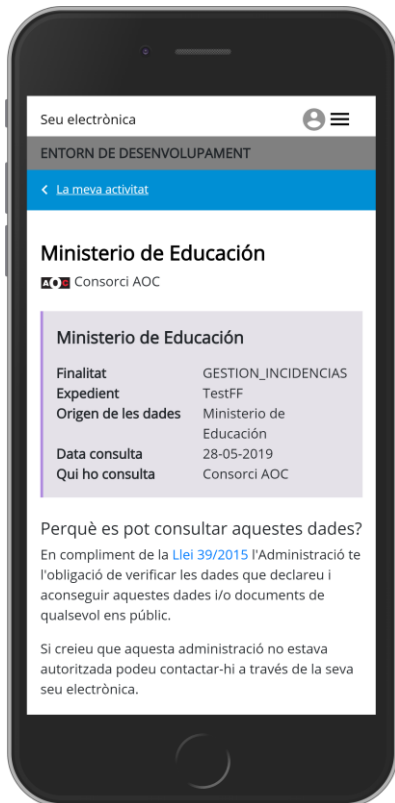 Seu electrònica
ENTORN DE DESENVOLUPAMENT
La meva activitat
Ministerio de Educación
AOC Consorci AOC
Ministerio de Educación
Finalitat GESTION_INCIDENCIAS
Expedient TestFF
Origen de les dades Ministerio de
Educación
Data consulta 28-05-2019
Qui ho consulta Consorci AOC
Perquè es pot consultar aquestes dades?
En compliment de la Llei 39/2015 l'Administració te
l'obligació de verificar les dades que declareu i
aconseguir aquestes dades i/o documents de
qualsevol ens públic.
Si creieu que aquesta administració no estava
autoritzada podeu contactar-hi a través de la seva
seu electrònica.